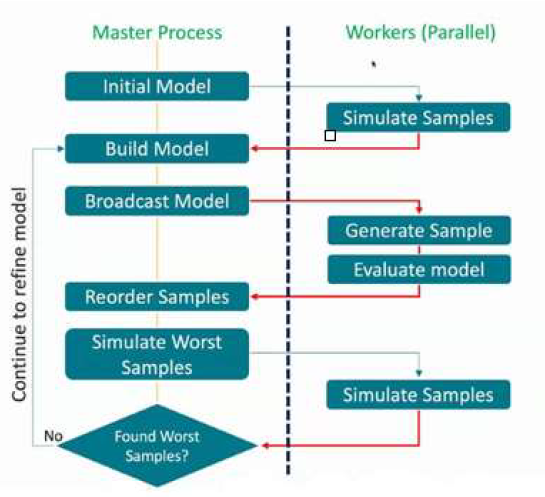 Master Process
Workers (Parallel)
Initial Model
Simulate Samples
Build Model
Broadcast Model
Generate Sample
Evaluate model
Reorder Samples
Simulate Worst
Samples
Simulate Samples
Found Worst
Samples?
No
Continue to refine model